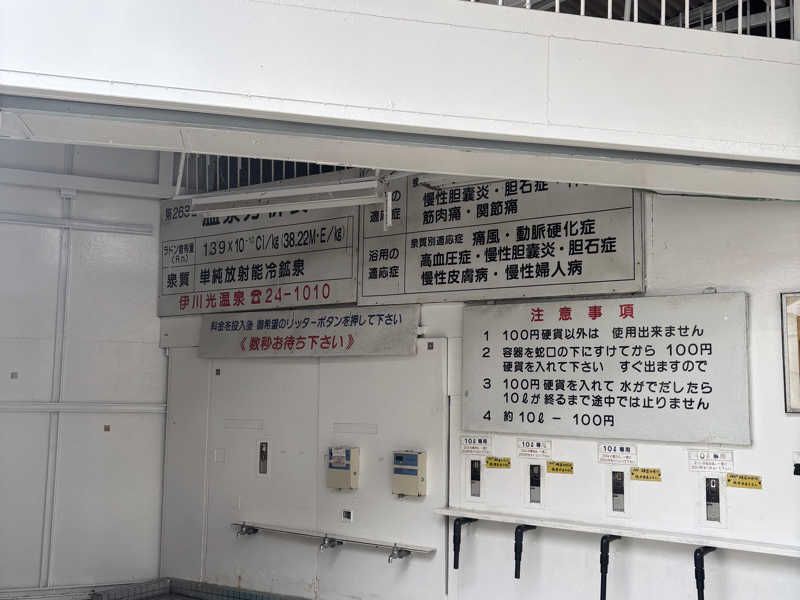 第263
ラドン含有量
(Rn)
139×10⁻¹⁰Ci/kg(38.22M・E/kg)
泉質 単純放射能冷鉱泉
伊川光温泉☎24-1010
適応症
慢性胆嚢炎・胆石症・
筋肉痛・関節痛
浴用の
適応症
泉質別適応症 痛風・動脈硬化症
高血圧症・慢性胆嚢炎・胆石症
慢性皮膚病・慢性婦人病
料金を投入後 御希望のリッターボタンを押して下さい
《数秒お待ち下さい》
注意事項
1 100円硬貨以外は 使用出来ません
2 容器を蛇口の下にすけてから 100円
硬貨を入れて下さい すぐ出ますので
3 100円硬貨を入れて 水がでだしたら
10ℓが終るまで途中では止りません
4 約10ℓ － 100円
10ℓ専用
10ℓ専用
10ℓ専用
10ℓ専用